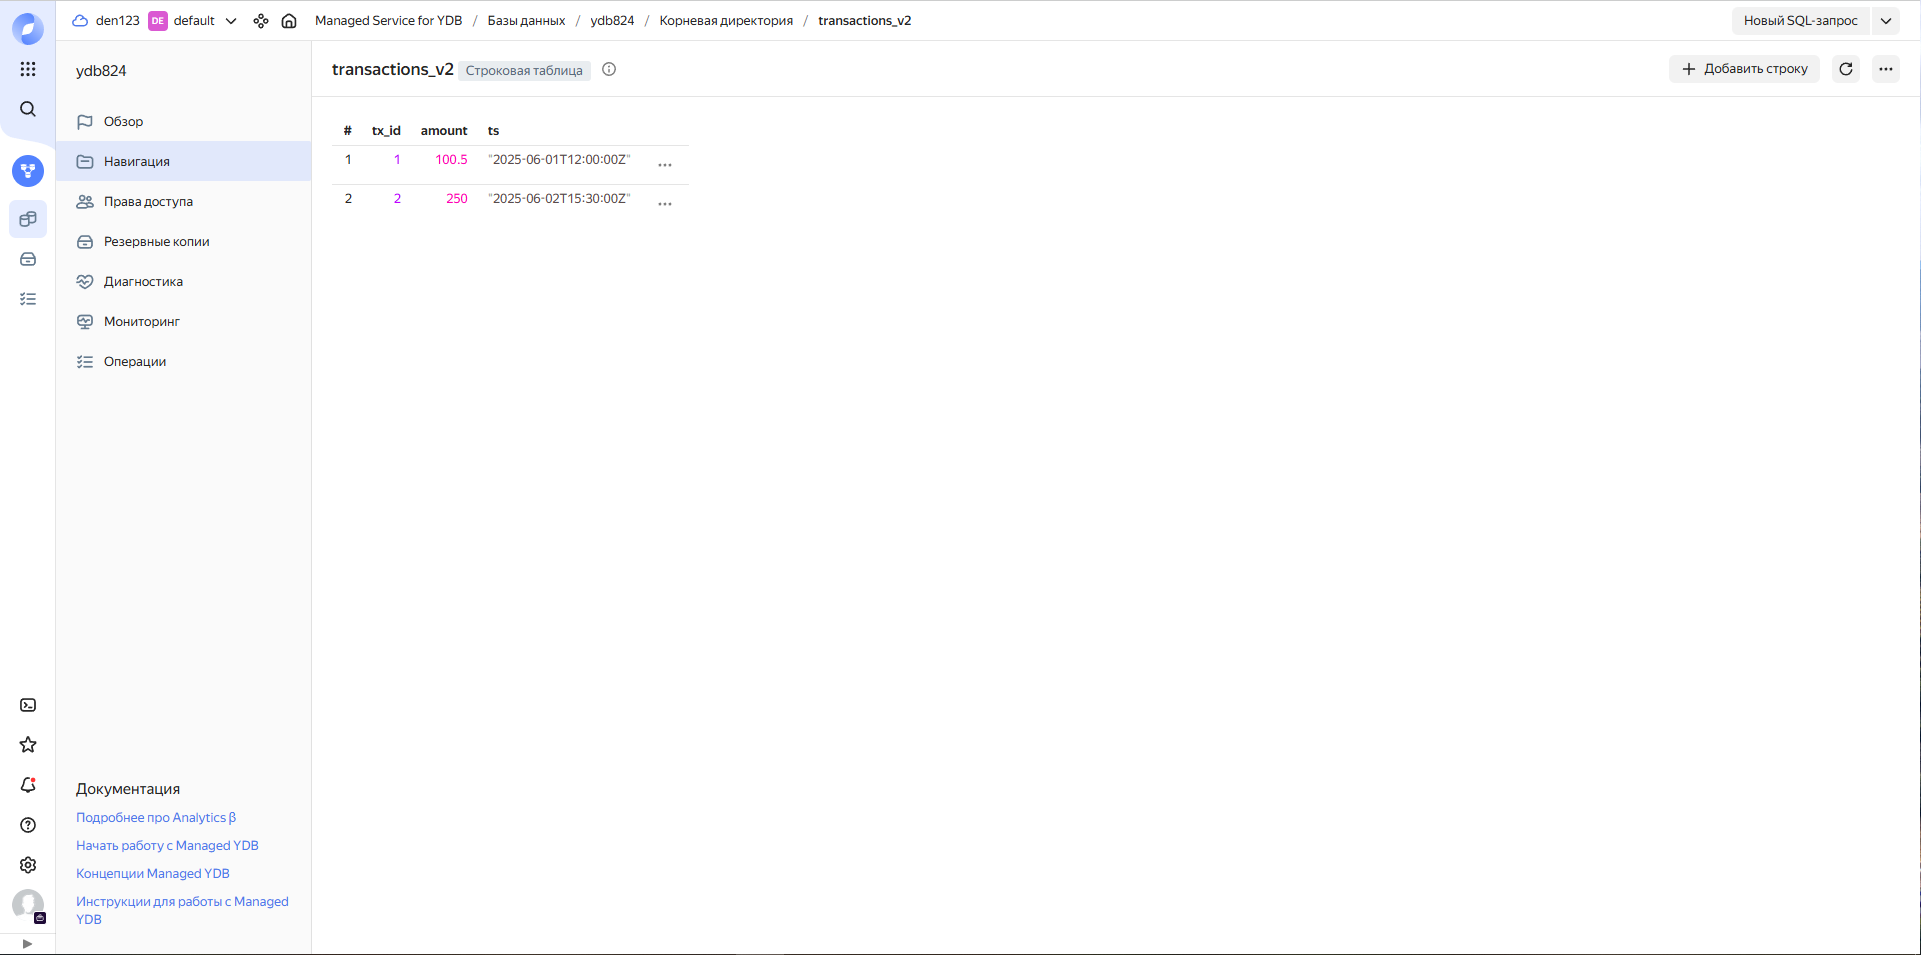 den123 DE default Managed Service for YDB / Базы данных / ydb824 / Корневая директория / transactions_v2 Новый SQL-запрос
ydb824
Обзор
Навигация
Права доступа
Резервные копии
Диагностика
Мониторинг
Операции
Документация
Подробнее про Analytics β
Начать работу с Managed YDB
Концепции Managed YDB
Инструкции для работы с Managed
YDB
transactions_v2 Строковая таблица Добавить строку
# tx_id amount ts
1 1 100.5 "2025-06-01T12:00:00Z"
2 2 250 "2025-06-02T15:30:00Z"